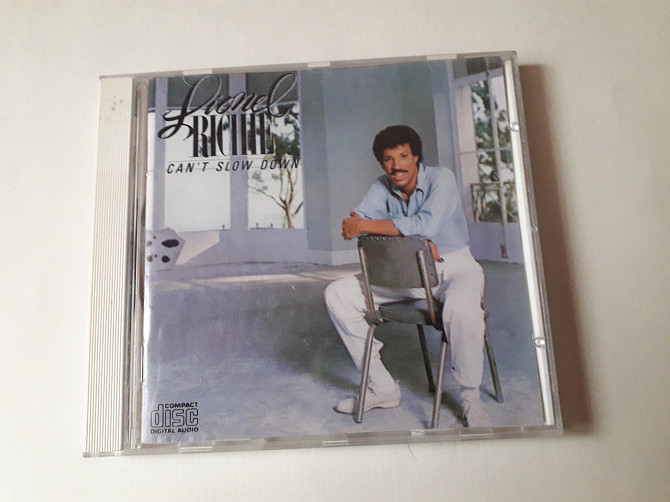 Lionel
RICHIE
CAN'T SLOW DOWN
COMPACT
disc
DIGITAL AUDIO